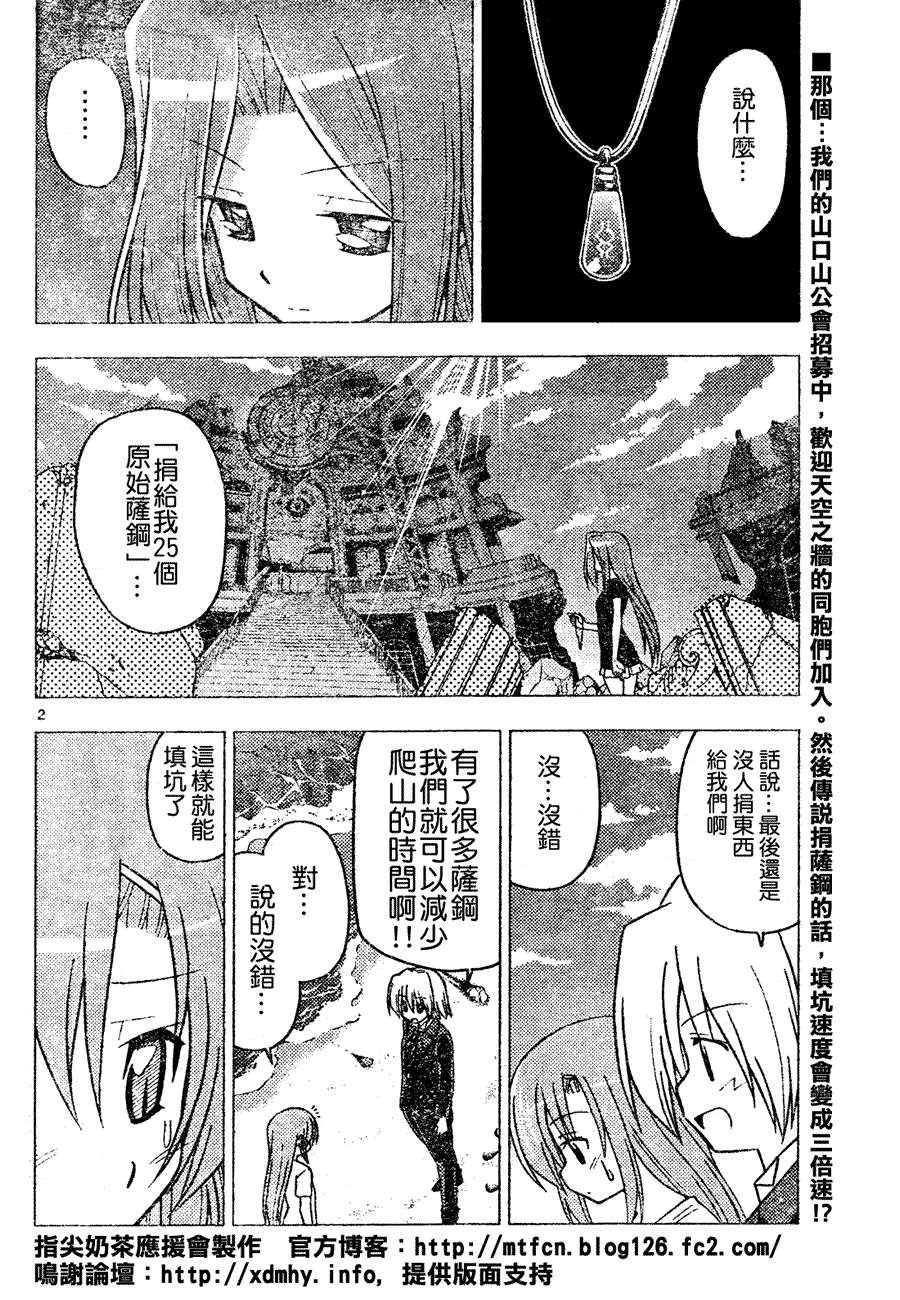 ■那個…我們的山口山公會招募中，歡迎天空之牆的同胞們加入。然後傳說捐薩鋼的話，填坑速度會變成三倍速!?
說什麼…
……
「捐給我25個
原始薩鋼」…
2
話說…最後還是
沒人捐東西
給我們啊
沒…沒錯
有了很多薩鋼
我們就可以減少
爬山的時間啊!!
對…
說的沒錯…
這樣就能
填坑了
指尖奶茶應援會製作　官方博客：http://mtfcn.blog126.fc2.com/
鳴謝論壇：http://xdmhy.info, 提供版面支持